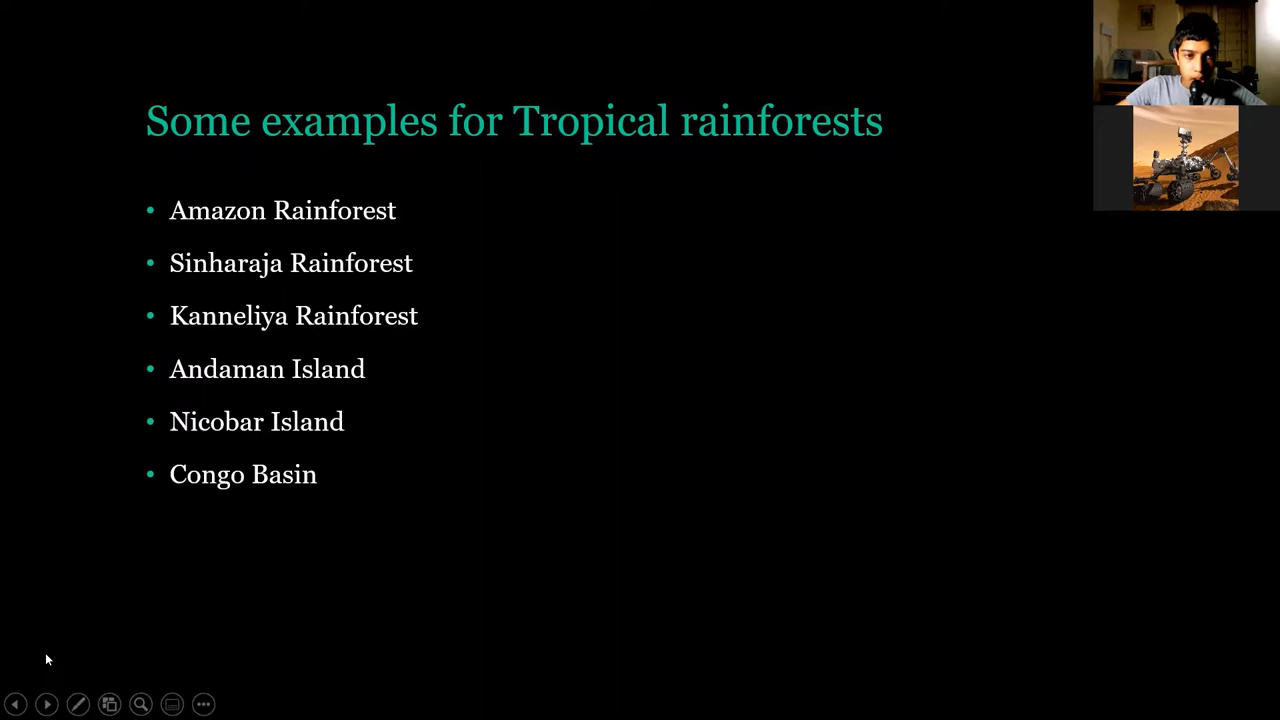 Some examples for Tropical rainforests
Amazon Rainforest
Sinharaja Rainforest
Kanneliya Rainforest
Andaman Island
Nicobar Island
Congo Basin